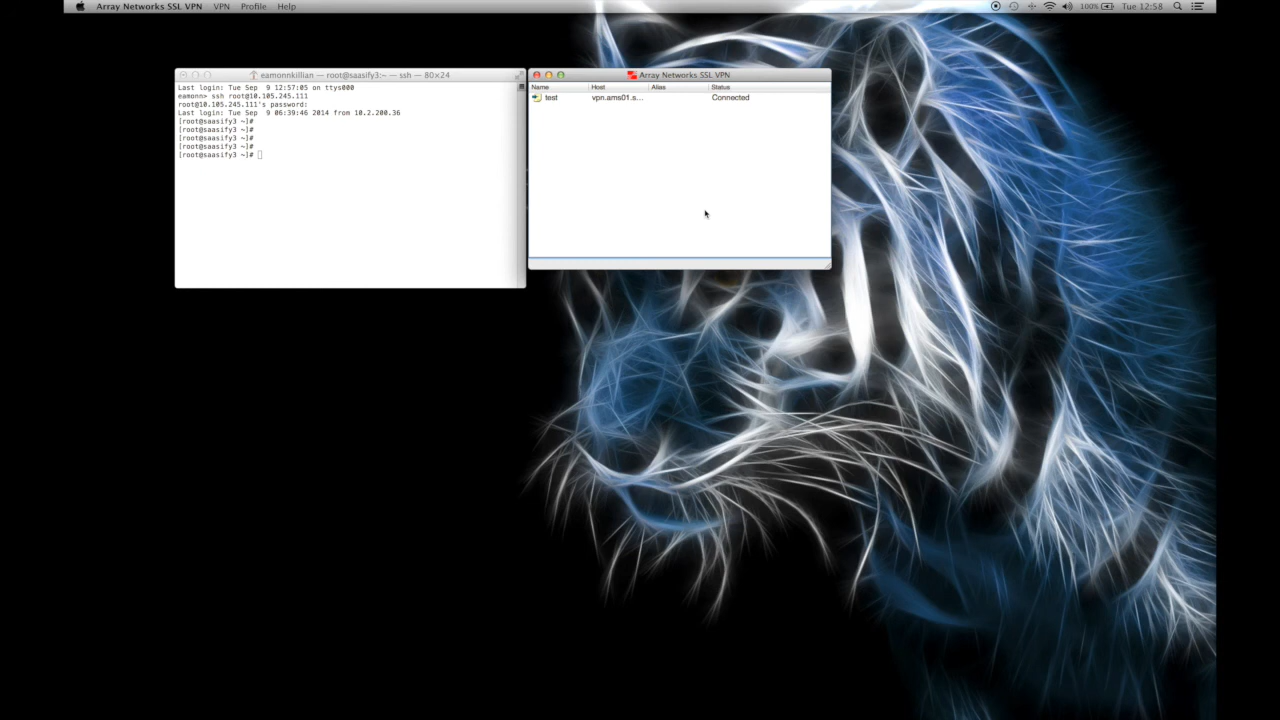 Array Networks SSL VPN VPN Profile Help 100% Tue 12:58
eamonnkillian — root@saasify3:~ — ssh — 80×24
Last login: Tue Sep  9 12:57:05 on ttys000
eamonn> ssh root@10.105.245.111
root@10.105.245.111's password:
Last login: Tue Sep  9 06:39:46 2014 from 10.2.200.36
[root@saasify3 ~]#
[root@saasify3 ~]#
[root@saasify3 ~]#
[root@saasify3 ~]#
[root@saasify3 ~]#
Array Networks SSL VPN
Name Host Alias Status
test vpn.ams01.s... Connected